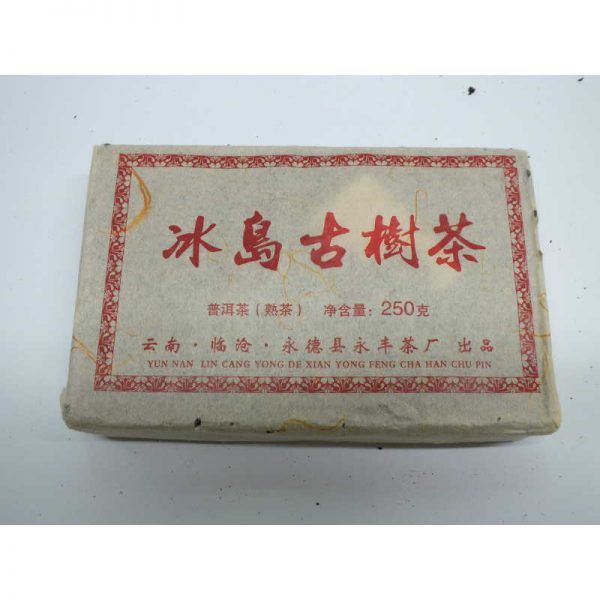 冰島古樹茶
普洱茶（熟茶） 净含量：250克
云南·临沧·永德县永丰茶厂 出品
YUN NAN LIN CANG YONG DE XIAN YONG FENG CHA HAN CHU PIN